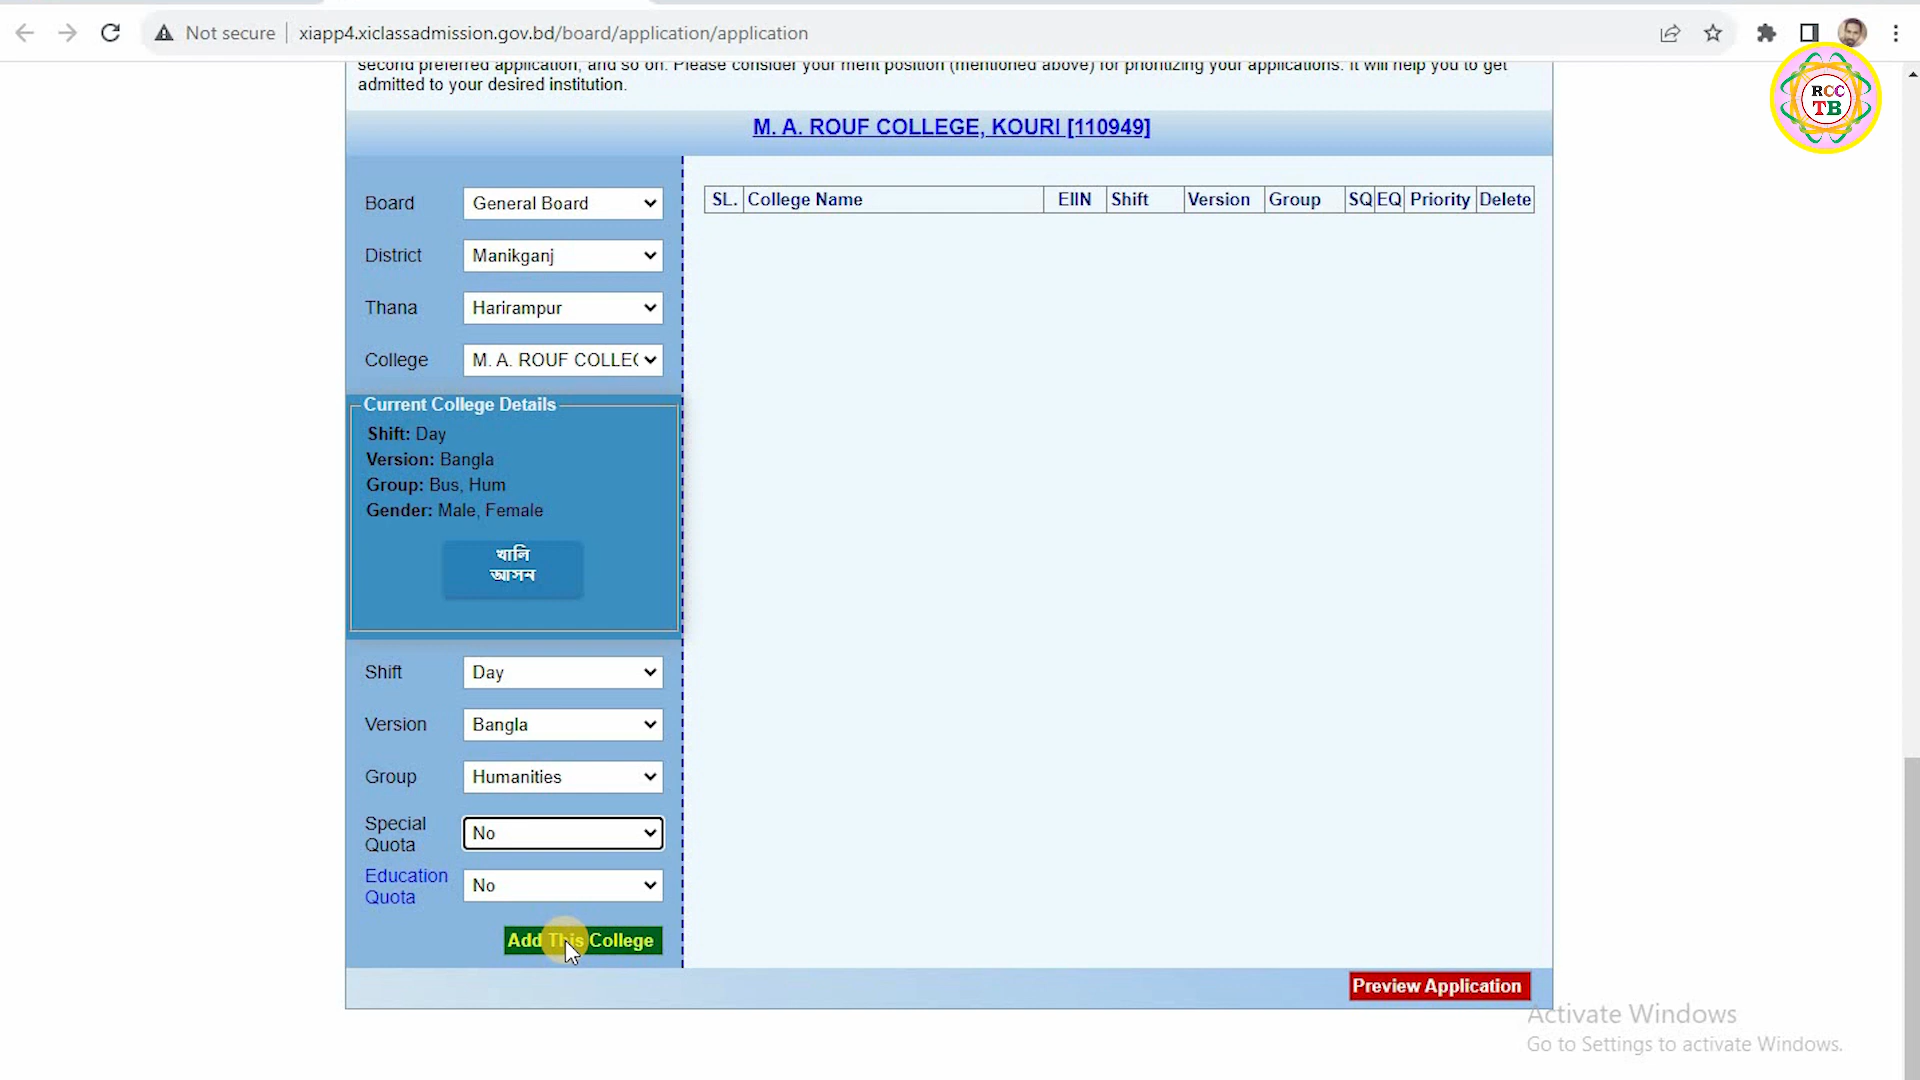 Not secure
xiapp4.xiclassadmission.gov.bd/board/application/application
RCC
TB
second preferred application, and so on. Please consider your merit position (mentioned above) for prioritizing your applications. It will help you to get
admitted to your desired institution.
M. A. ROUF COLLEGE, KOURI [110949]
Board General Board
District Manikganj
Thana Harirampur
College M. A. ROUF COLLEG
SL. College Name EIIN Shift Version Group SQ EQ Priority Delete
Current College Details
Shift: Day
Version: Bangla
Group: Bus, Hum
Gender: Male, Female
খালি
আসন
Shift Day
Version Bangla
Group Humanities
Special
Quota No
Education
Quota No
Add This College
Preview Application
Activate Windows
Go to Settings to activate Windows.